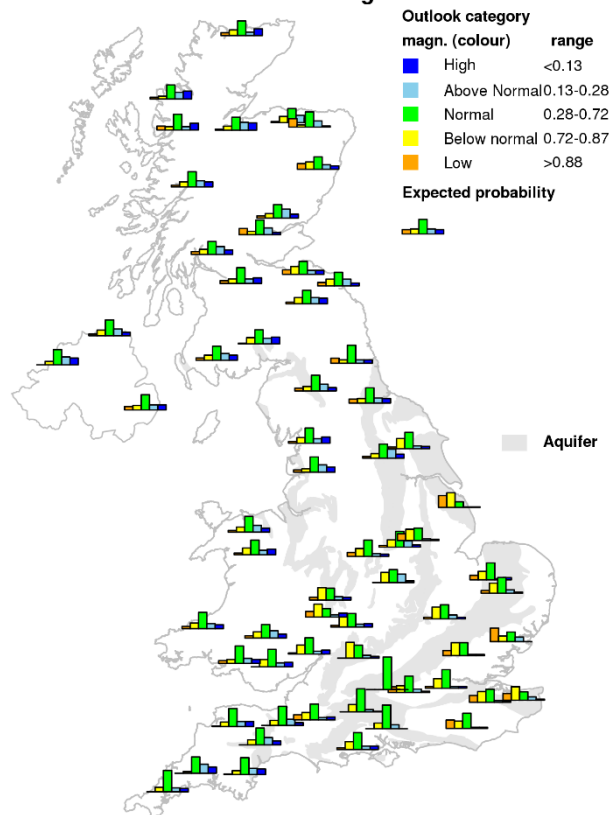 Outlook category
magn. (colour) range
High <0.13
Above Normal 0.13-0.28
Normal 0.28-0.72
Below normal 0.72-0.87
Low >0.88
Expected probability
Aquifer